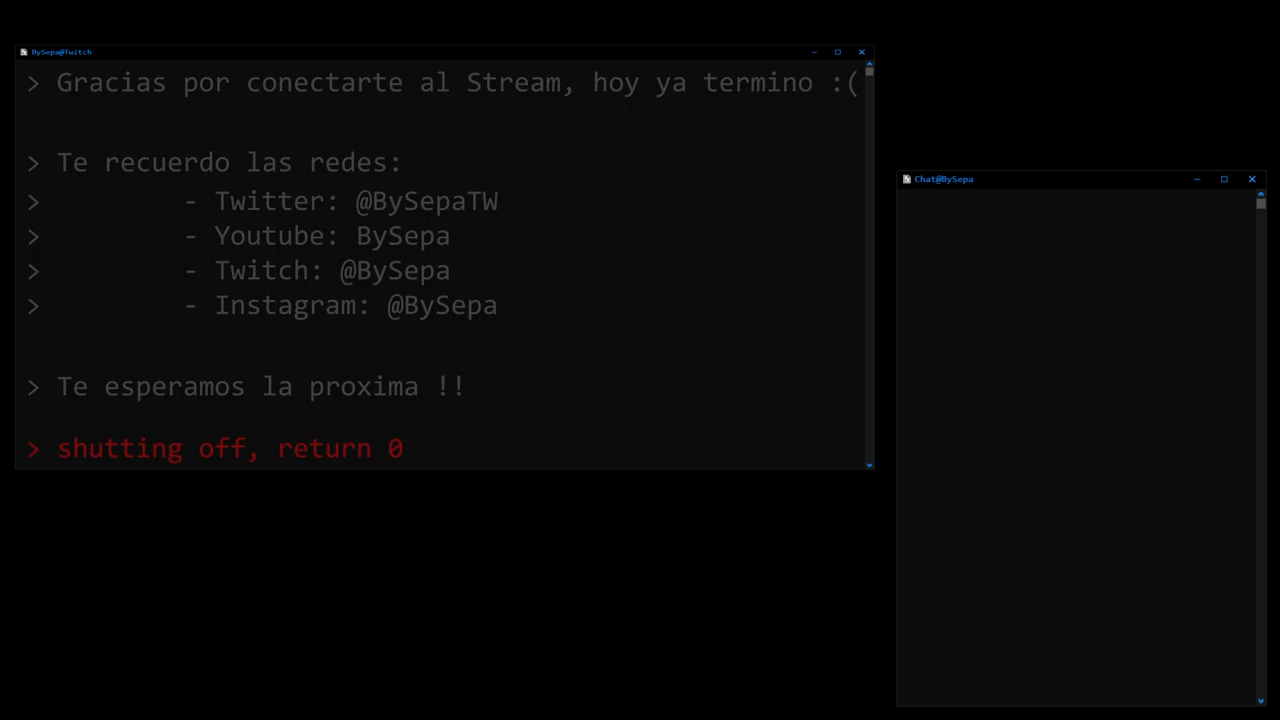 BySepa@Twitch
> Gracias por conectarte al Stream, hoy ya termino :(
> Te recuerdo las redes:
> - Twitter: @BySepaTW
> - Youtube: BySepa
> - Twitch: @BySepa
> - Instagram: @BySepa
> Te esperamos la proxima !!
> shutting off, return 0
Chat@BySepa